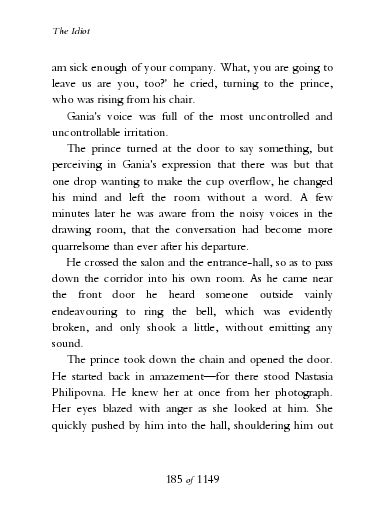 The Idiot
am sick enough of your company. What, you are going to
leave us are you, too?' he cried, turning to the prince,
who was rising from his chair.
Gania's voice was full of the most uncontrolled and
uncontrollable irritation.
The prince turned at the door to say something, but
perceiving in Gania's expression that there was but that
one drop wanting to make the cup overflow, he changed
his mind and left the room without a word. A few
minutes later he was aware from the noisy voices in the
drawing room, that the conversation had become more
quarrelsome than ever after his departure.
He crossed the salon and the entrance-hall, so as to pass
down the corridor into his own room. As he came near
the front door he heard someone outside vainly
endeavouring to ring the bell, which was evidently
broken, and only shook a little, without emitting any
sound.
The prince took down the chain and opened the door.
He started back in amazement—for there stood Nastasia
Philipovna. He knew her at once from her photograph.
Her eyes blazed with anger as she looked at him. She
quickly pushed by him into the hall, shouldering him out
185 of 1149